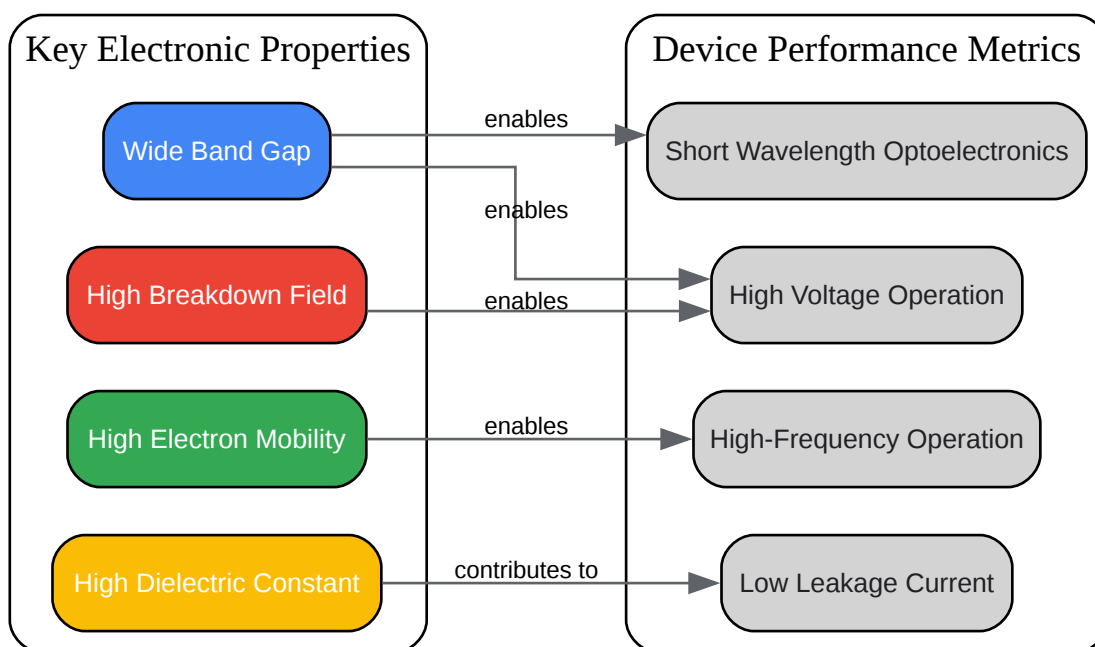 Key Electronic Properties
Device Performance Metrics
Wide Band Gap
enables
Short Wavelength Optoelectronics
enables
High Breakdown Field
enables
High Voltage Operation
High Electron Mobility
enables
High-Frequency Operation
High Dielectric Constant
contributes to
Low Leakage Current